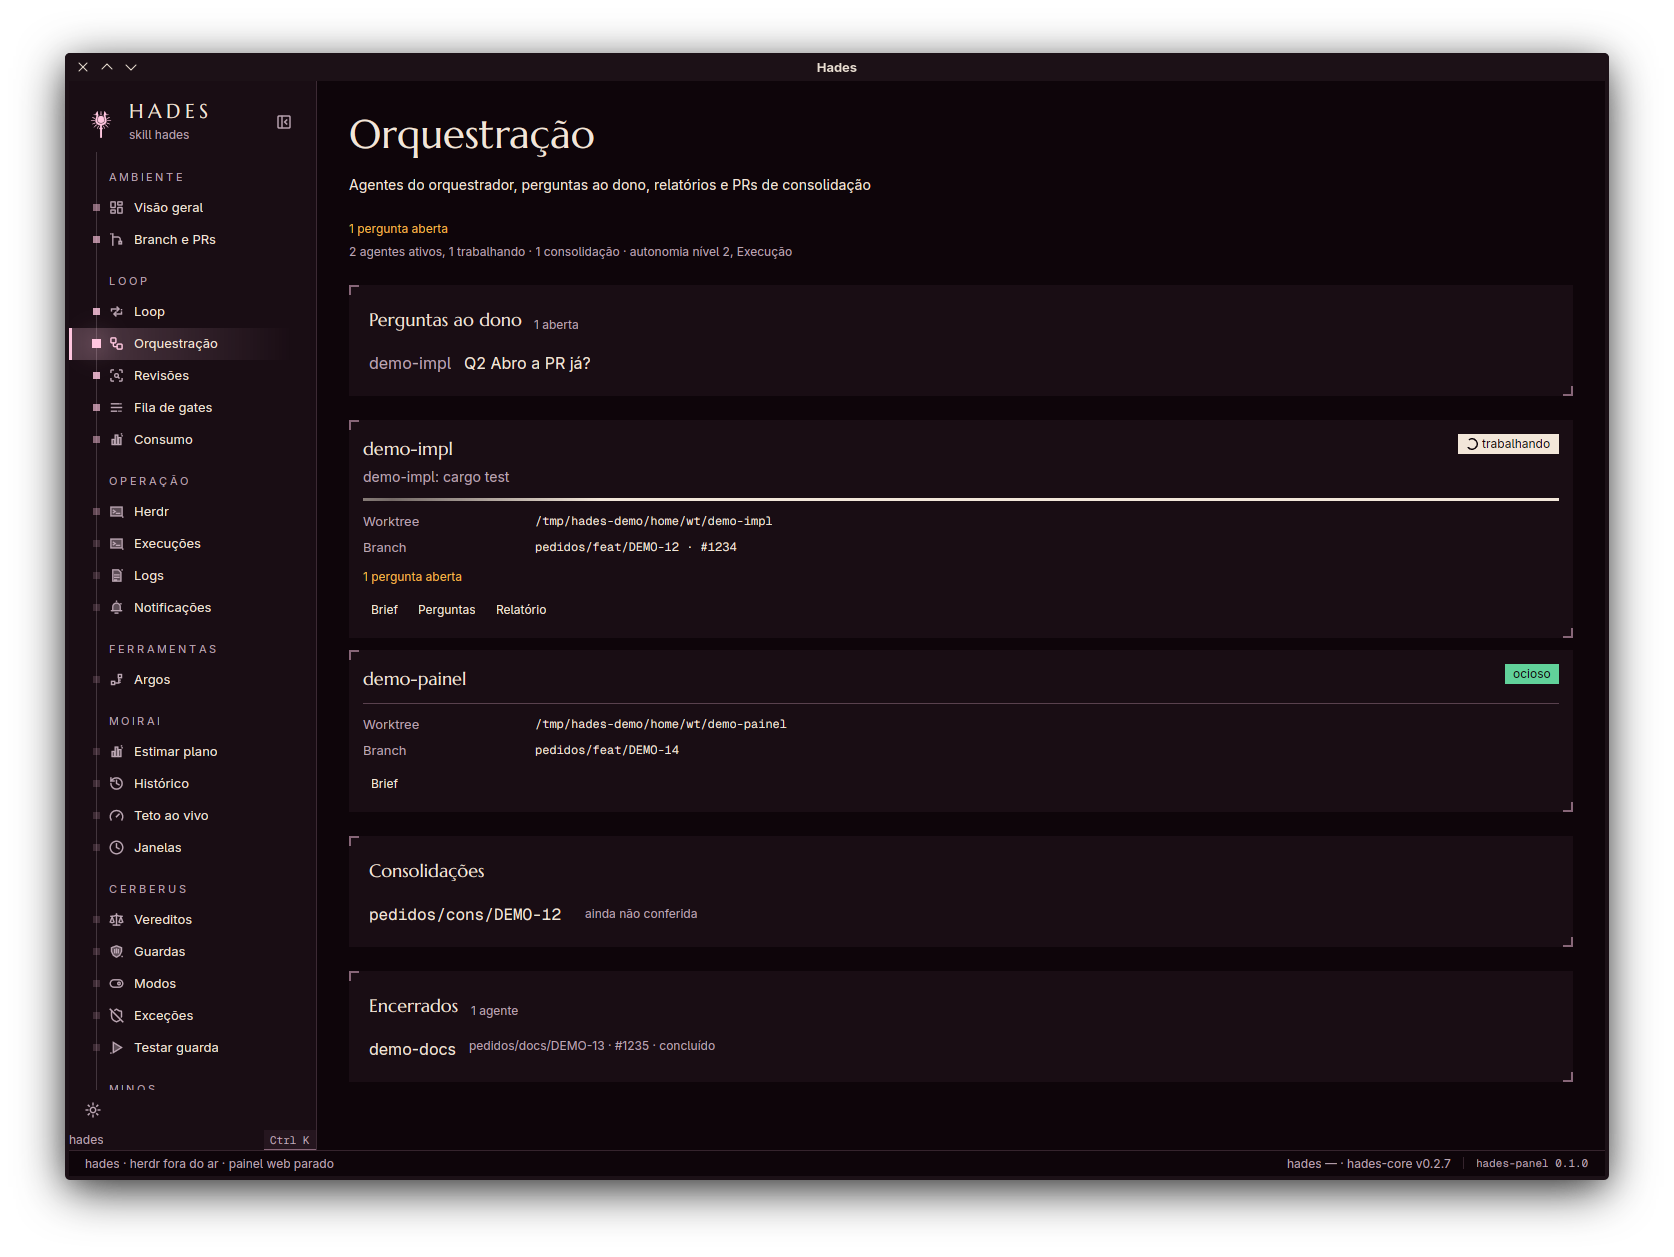 Hades
HADES
skill hades
AMBIENTE
Visão geral
Branch e PRs
LOOP
Loop
Orquestração
Revisões
Fila de gates
Consumo
OPERAÇÃO
Herdr
Execuções
Logs
Notificações
FERRAMENTAS
Argos
MOIRAI
Estimar plano
Histórico
Teto ao vivo
Janelas
CERBERUS
Vereditos
Guardas
Modos
Exceções
Testar guarda
MINOS
hades
Ctrl K
Orquestração
Agentes do orquestrador, perguntas ao dono, relatórios e PRs de consolidação
1 pergunta aberta
2 agentes ativos, 1 trabalhando · 1 consolidação · autonomia nível 2, Execução
Perguntas ao dono 1 aberta
demo-impl Q2 Abro a PR já?
demo-impl trabalhando
demo-impl: cargo test
Worktree /tmp/hades-demo/home/wt/demo-impl
Branch pedidos/feat/DEMO-12 · #1234
1 pergunta aberta
Brief Perguntas Relatório
demo-painel ocioso
Worktree /tmp/hades-demo/home/wt/demo-painel
Branch pedidos/feat/DEMO-14
Brief
Consolidações
pedidos/cons/DEMO-12 ainda não conferida
Encerrados 1 agente
demo-docs pedidos/docs/DEMO-13 · #1235 · concluído
hades · herdr fora do ar · painel web parado
hades — · hades-core v0.2.7
hades-panel 0.1.0